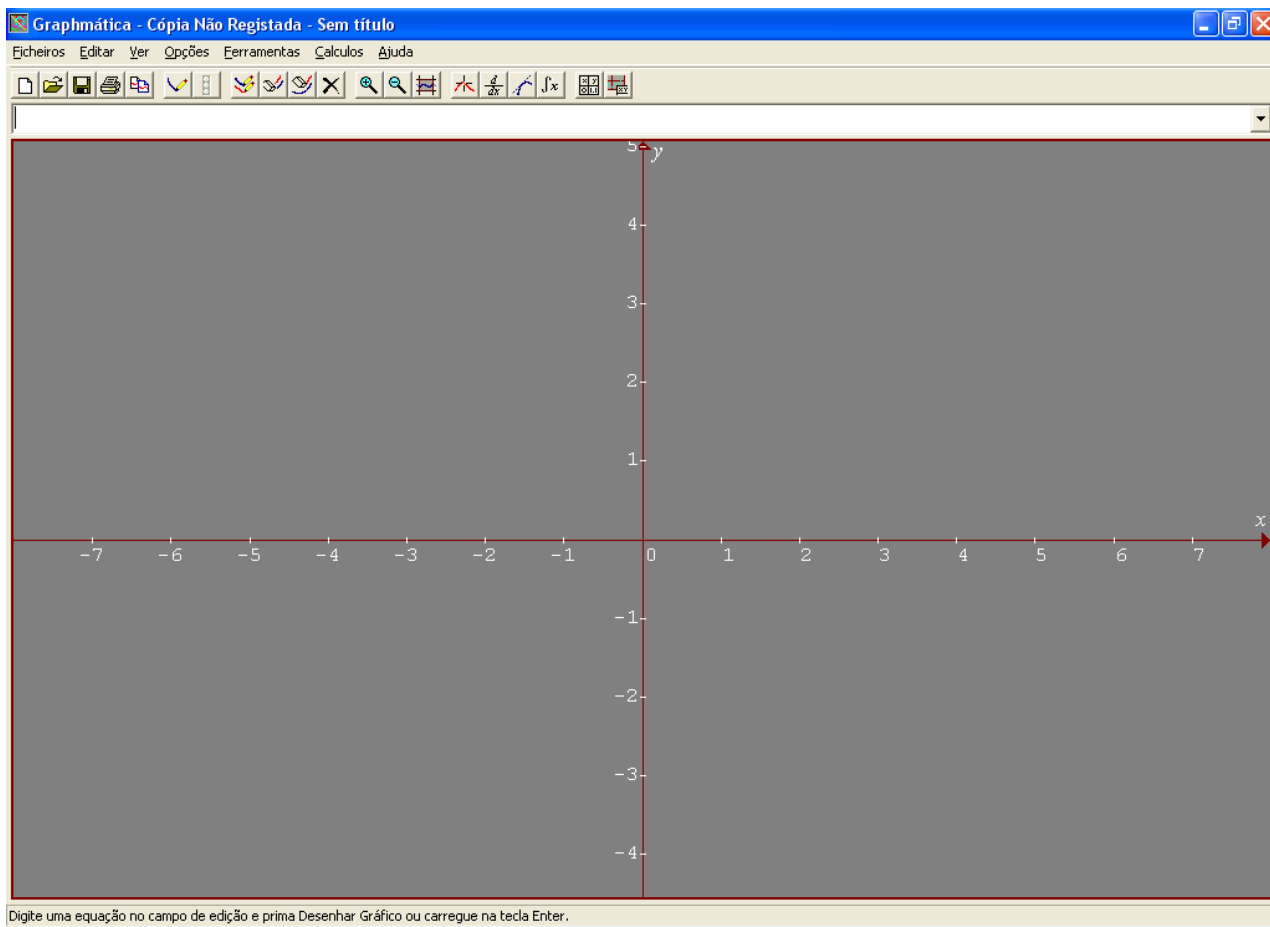 Graphmática - Cópia Não Registada - Sem título
Ficheiros Editar Ver Opções Ferramentas Calculos Ajuda
d/dx ∫x
5 y
4
3
2
1
x
-7 -6 -5 -4 -3 -2 -1 0 1 2 3 4 5 6 7
-1
-2
-3
-4
Digite uma equação no campo de edição e prima Desenhar Gráfico ou carregue na tecla Enter.